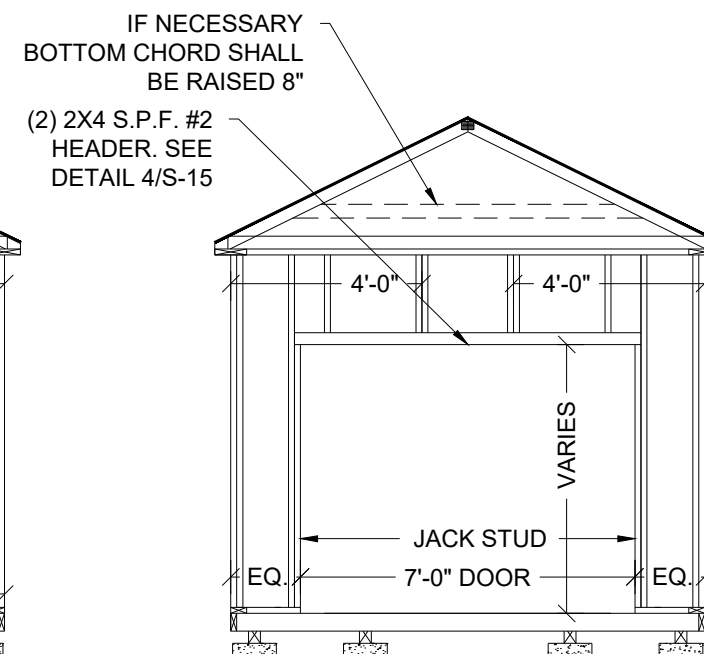 IF NECESSARY
BOTTOM CHORD SHALL
BE RAISED 8"
(2) 2X4 S.P.F. #2
HEADER. SEE
DETAIL 4/S-15
4'-0"
4'-0"
VARIES
JACK STUD
EQ.
7'-0" DOOR
EQ.